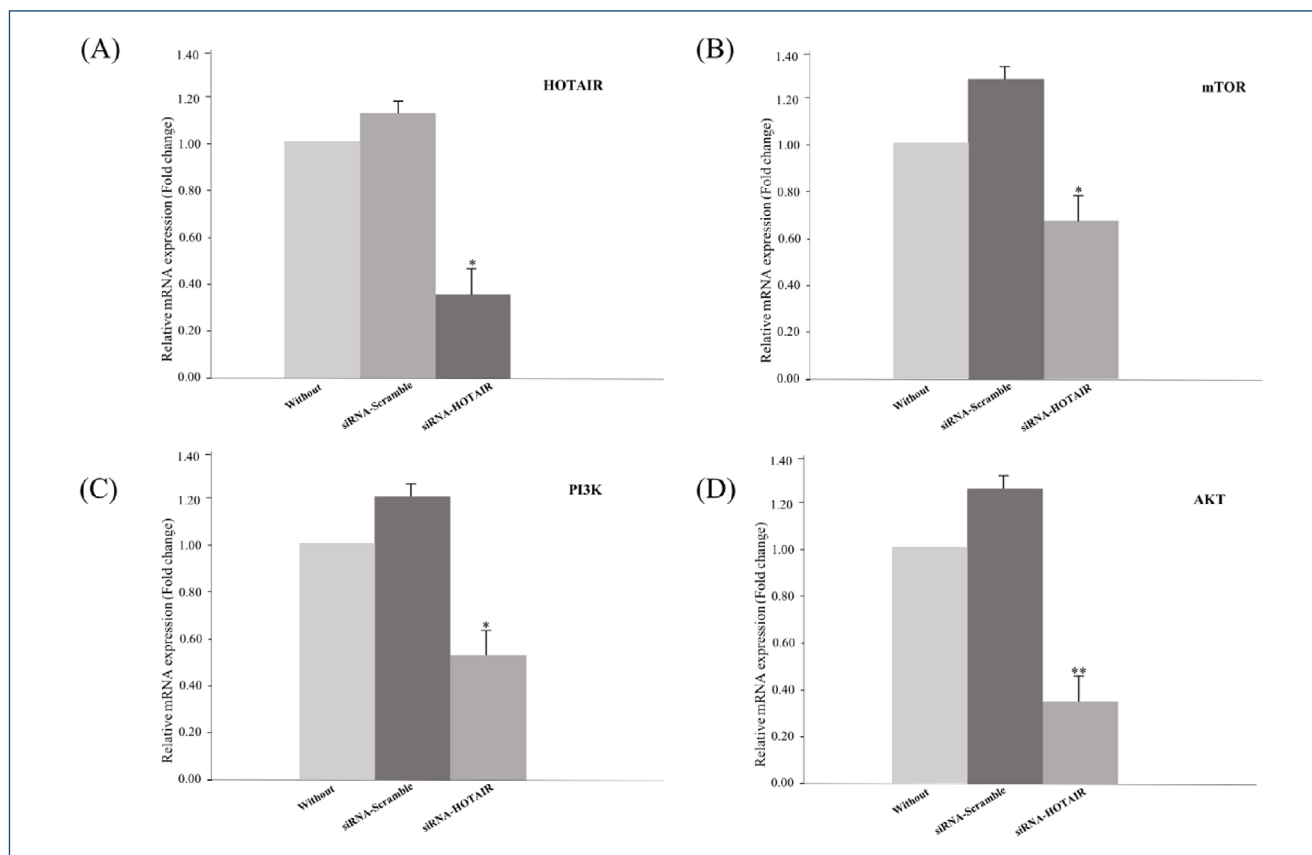 (A)
HOTAIR
Relative mRNA expression (Fold change)
1.40
1.20
1.00
0.80
0.60
0.40
0.20
0.00
*
Without
siRNA-Scramble
siRNA-HOTAIR
(B)
mTOR
Relative mRNA expression (Fold change)
1.40
1.20
1.00
0.80
0.60
0.40
0.20
0.00
*
Without
siRNA-Scramble
siRNA-HOTAIR
(C)
PI3K
Relative mRNA expression (Fold change)
1.40
1.20
1.00
0.80
0.60
0.40
0.20
0.00
*
Without
siRNA-Scramble
siRNA-HOTAIR
(D)
AKT
Relative mRNA expression (Fold change)
1.40
1.20
1.00
0.80
0.60
0.40
0.20
0.00
**
Without
siRNA-Scramble
siRNA-HOTAIR